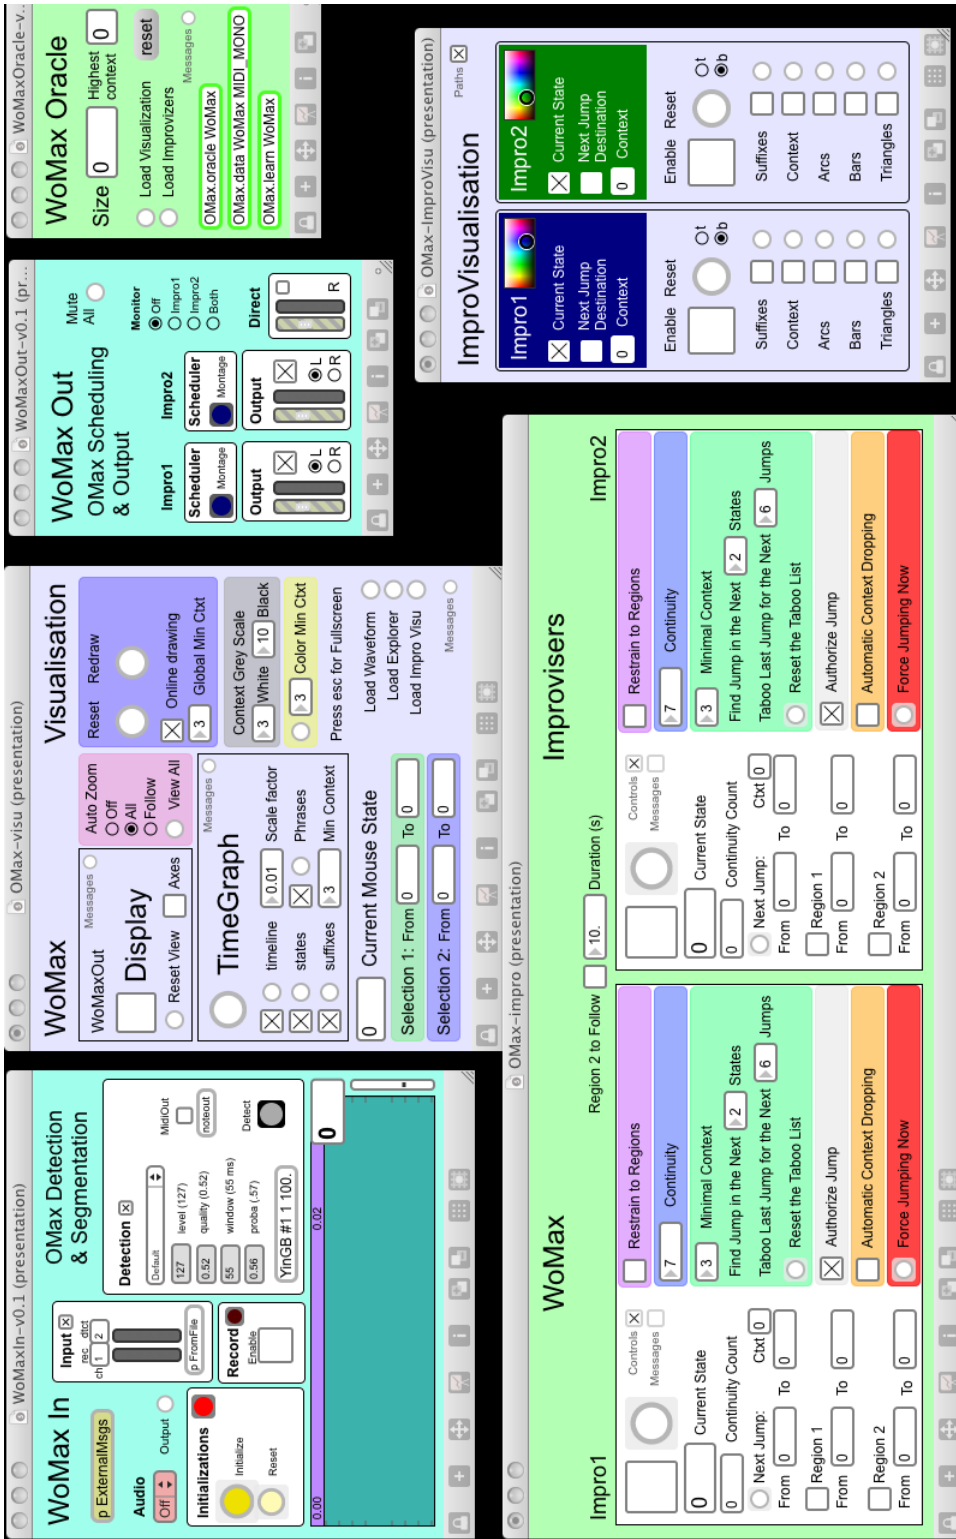 WoMaxIn-v0.1 (presentation)
WoMax In
OMax Detection
& Segmentation
p ExternalMsgs
Audio
Off
Output
Input
rec dtct
ch 1 2
p FromFile
Initializations
Initialize
Reset
Record
Enable
Detection
Default
127 level (127)
0.52 quality (0.52)
55 window (55 ms)
0.56 proba (.57)
YinGB #1 1 100.
MidiOut
noteout
Detect
0.00
0.02
0
OMax-visu (presentation)
WoMax
Visualisation
WoMaxOut
Messages
Display
Reset View
Axes
Auto Zoom
Off
All
Follow
View All
Reset Redraw
Online drawing
3 Global Min Ctxt
TimeGraph
Messages
timeline 0.01 Scale factor
states Phrases
suffixes 3 Min Context
Context Grey Scale
3 White 10 Black
3 Color Min Ctxt
Press esc for Fullscreen
Load Waveform
Load Explorer
Load Impro Visu
Messages
0 Current Mouse State
Selection 1: From 0 To 0
Selection 2: From 0 To 0
WoMaxOut-v0.1 (pr...
WoMax Out
OMax Scheduling
& Output
Mute
All
Monitor
Off
Impro1
Impro2
Both
Impro1
Scheduler
Montage
Output
L
R
Impro2
Scheduler
Montage
Output
L
R
Direct
R
WoMaxOracle-v...
WoMax Oracle
Size 0
Highest
context 0
Load Visualization
reset
Load Improvizers
Messages
OMax.oracle WoMax
OMax.data WoMax MIDI_MONO
OMax.learn WoMax
OMax-impro (presentation)
WoMax
Improvisers
Region 2 to Follow 10. Duration (s)
Impro1
Controls
Messages
0 Current State
0 Continuity Count
Next Jump: Ctxt 0
From 0 To 0
Region 1 0
Region 2
From 0 To
Restrain to Regions
7 Continuity
3 Minimal Context
Find Jump in the Next 2 States
Taboo Last Jump for the Next 6 Jumps
Reset the Taboo List
Authorize Jump
Automatic Context Dropping
Force Jumping Now
Impro2
Controls
Messages
0 Current State
0 Continuity Count
Next Jump: Ctxt 0
From 0 To 0
Region 1 0
Region 2
From 0 To
Restrain to Regions
7 Continuity
3 Minimal Context
Find Jump in the Next 2 States
Taboo Last Jump for the Next 6 Jumps
Reset the Taboo List
Authorize Jump
Automatic Context Dropping
Force Jumping Now
OMax-ImproVisu (presentation)
ImproVisualisation
Paths
Impro1
Current State
Next Jump
Destination
0 Context
Enable Reset
t
b
Suffixes
Context
Arcs
Bars
Triangles
Impro2
Current State
Next Jump
Destination
0 Context
Enable Reset
t
b
Suffixes
Context
Arcs
Bars
Triangles